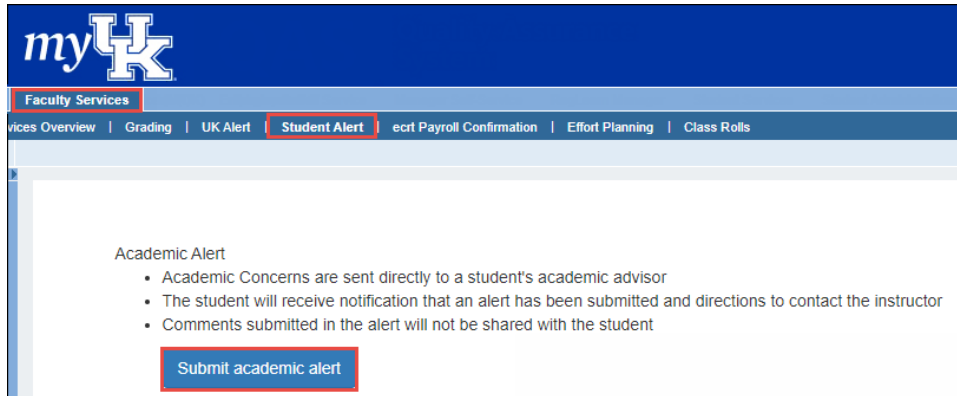 myUK
Faculty Services
vices Overview | Grading | UK Alert | Student Alert | ecrt Payroll Confirmation | Effort Planning | Class Rolls
Academic Alert
• Academic Concerns are sent directly to a student's academic advisor
• The student will receive notification that an alert has been submitted and directions to contact the instructor
• Comments submitted in the alert will not be shared with the student
Submit academic alert